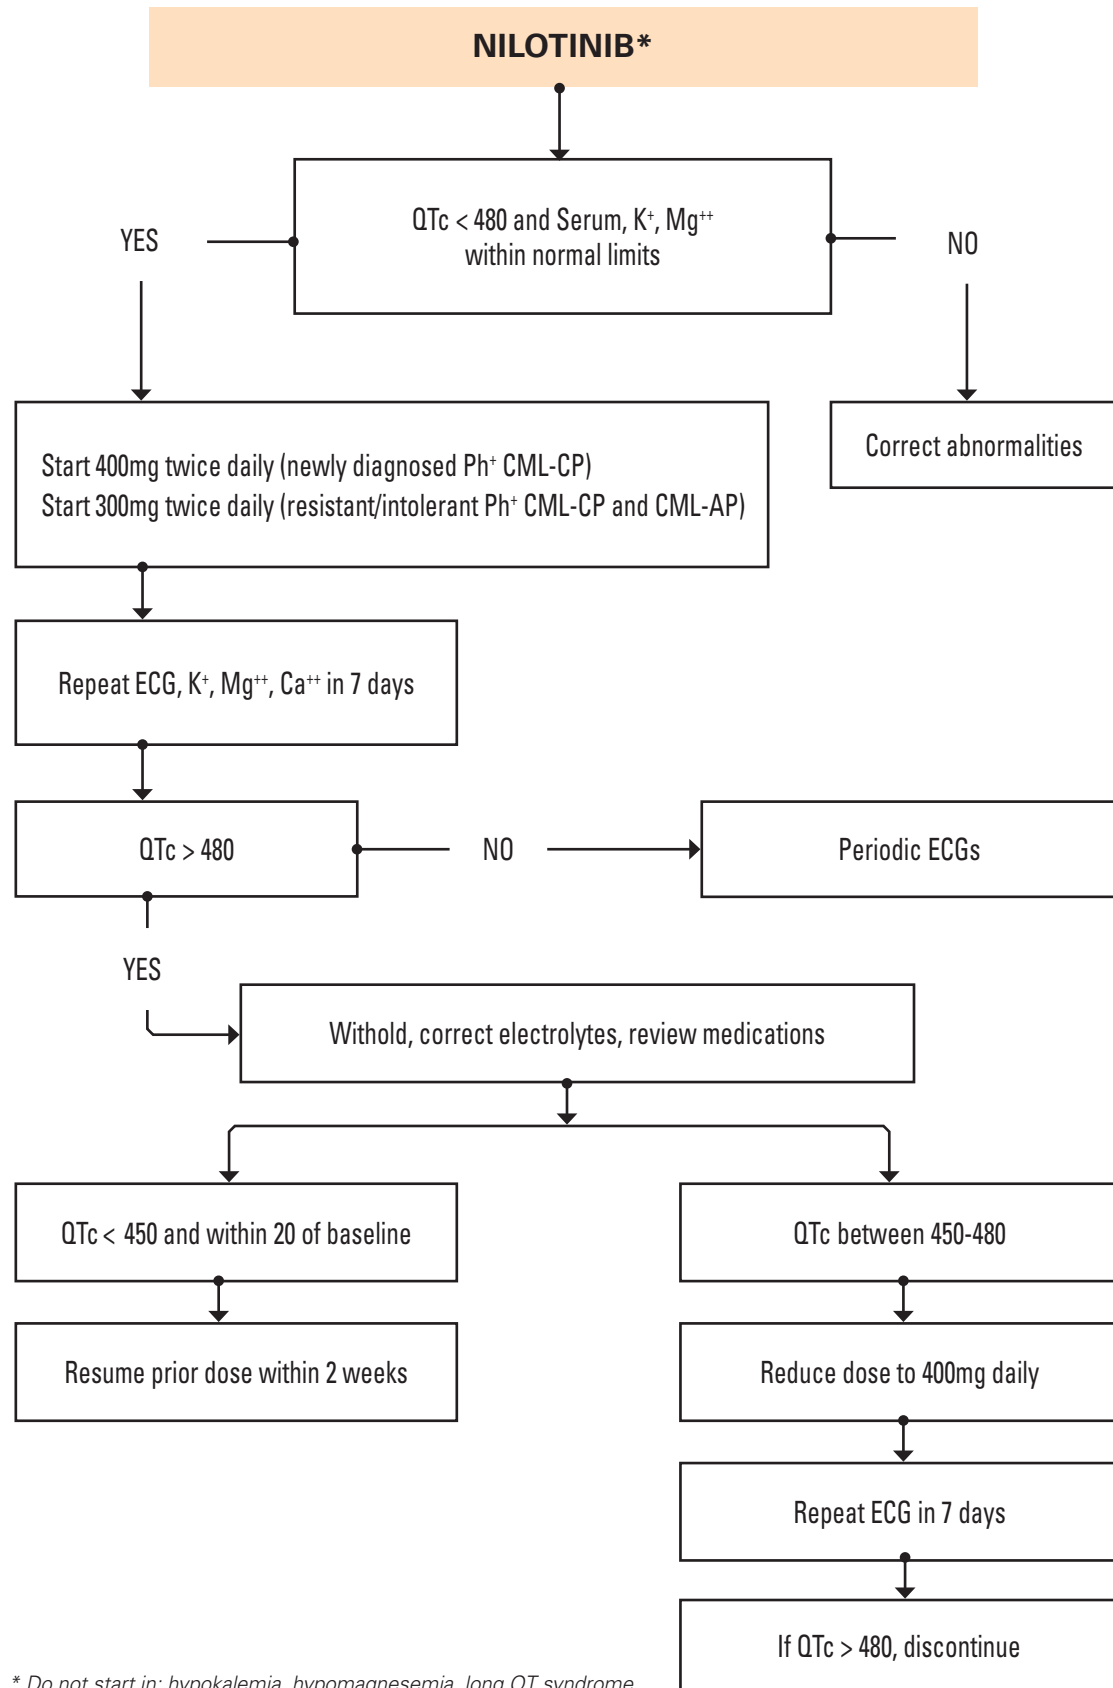 NILOTINIB*
QTc < 480 and Serum, K⁺, Mg⁺⁺
within normal limits
YES
NO
Start 400mg twice daily (newly diagnosed Ph⁺ CML-CP)
Start 300mg twice daily (resistant/intolerant Ph⁺ CML-CP and CML-AP)
Correct abnormalities
Repeat ECG, K⁺, Mg⁺⁺, Ca⁺⁺ in 7 days
QTc > 480
NO
Periodic ECGs
YES
Withold, correct electrolytes, review medications
QTc < 450 and within 20 of baseline
QTc between 450-480
Resume prior dose within 2 weeks
Reduce dose to 400mg daily
Repeat ECG in 7 days
If QTc > 480, discontinue
* Do not start in: hypokalemia, hypomagnesemia, long QT syndrome